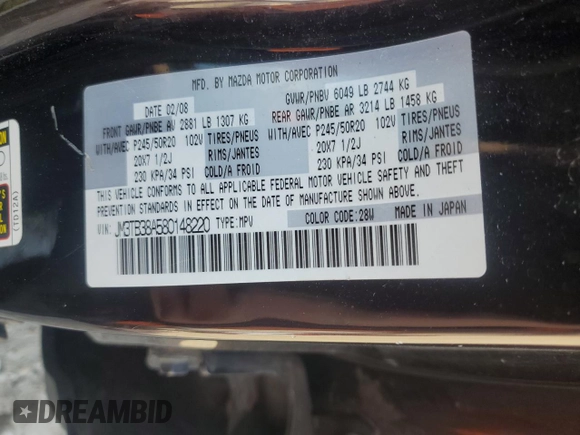 MFD. BY MAZDA MOTOR CORPORATION
DATE 02/08
GVWR/PNBV 6049 LB 2744 KG
FRONT GAWR/PNBE AV 2881 LB 1307 KG
REAR GAWR/PNBE AR 3214 LB 1458 KG
WITH/AVEC P245/50R20 102V TIRES/PNEUS
WITH/AVEC P245/50R20 102V TIRES/PNEUS
20X7 1/2J RIMS/JANTES
20X7 1/2J RIMS/JANTES
230 KPA/34 PSI COLD/A FROID
230 KPA/34 PSI COLD/A FROID
THIS VEHICLE CONFORMS TO ALL APPLICABLE FEDERAL MOTOR VEHICLE SAFETY AND THEFT
PREVENTION STANDARDS IN EFFECT ON THE DATE OF MANUFACTURE SHOWN ABOVE.
VIN: JM3TB38A580148220 TYPE:MPV
COLOR CODE:28W MADE IN JAPAN
(TD12A)
DREAMBID